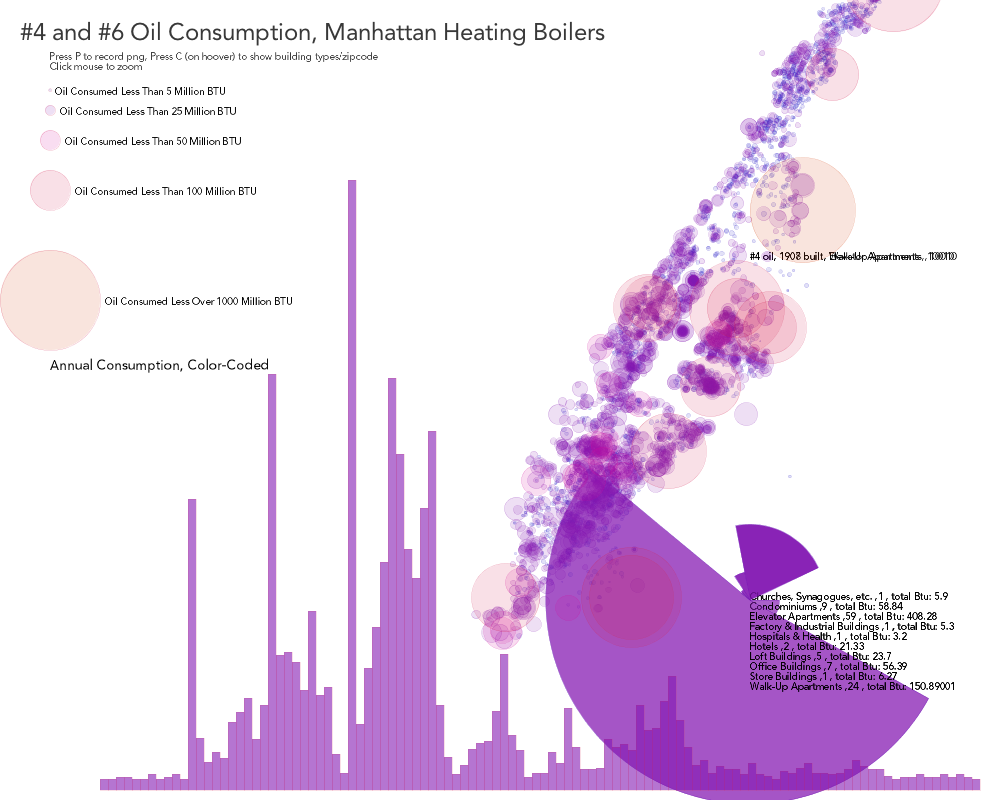 #4 and #6 Oil Consumption, Manhattan Heating Boilers
Press P to record png, Press C (on hoover) to show building types/zipcode
Click mouse to zoom
Oil Consumed Less Than 5 Million BTU
Oil Consumed Less Than 25 Million BTU
Oil Consumed Less Than 50 Million BTU
Oil Consumed Less Than 100 Million BTU
#4 oil, built, Apartments,
Oil Consumed Less Over 1000 Million BTU
Annual Consumption, Color-Coded
Churches, Synagogues, etc. ,1 , total Btu: 5.9
Condominiums ,9 , total Btu: 58.84
Elevator Apartments ,59 , total Btu: 408.28
Factory & Industrial Buildings ,1 , total Btu: 5.3
Hospitals & Health ,1 , total Btu: 3.2
Hotels ,2 , total Btu: 21.33
Loft Buildings ,5 , total Btu: 23.7
Office Buildings ,7 , total Btu: 56.39
Store Buildings ,1 , total Btu: 6.27
Walk-Up Apartments ,24 , total Btu: 150.89001